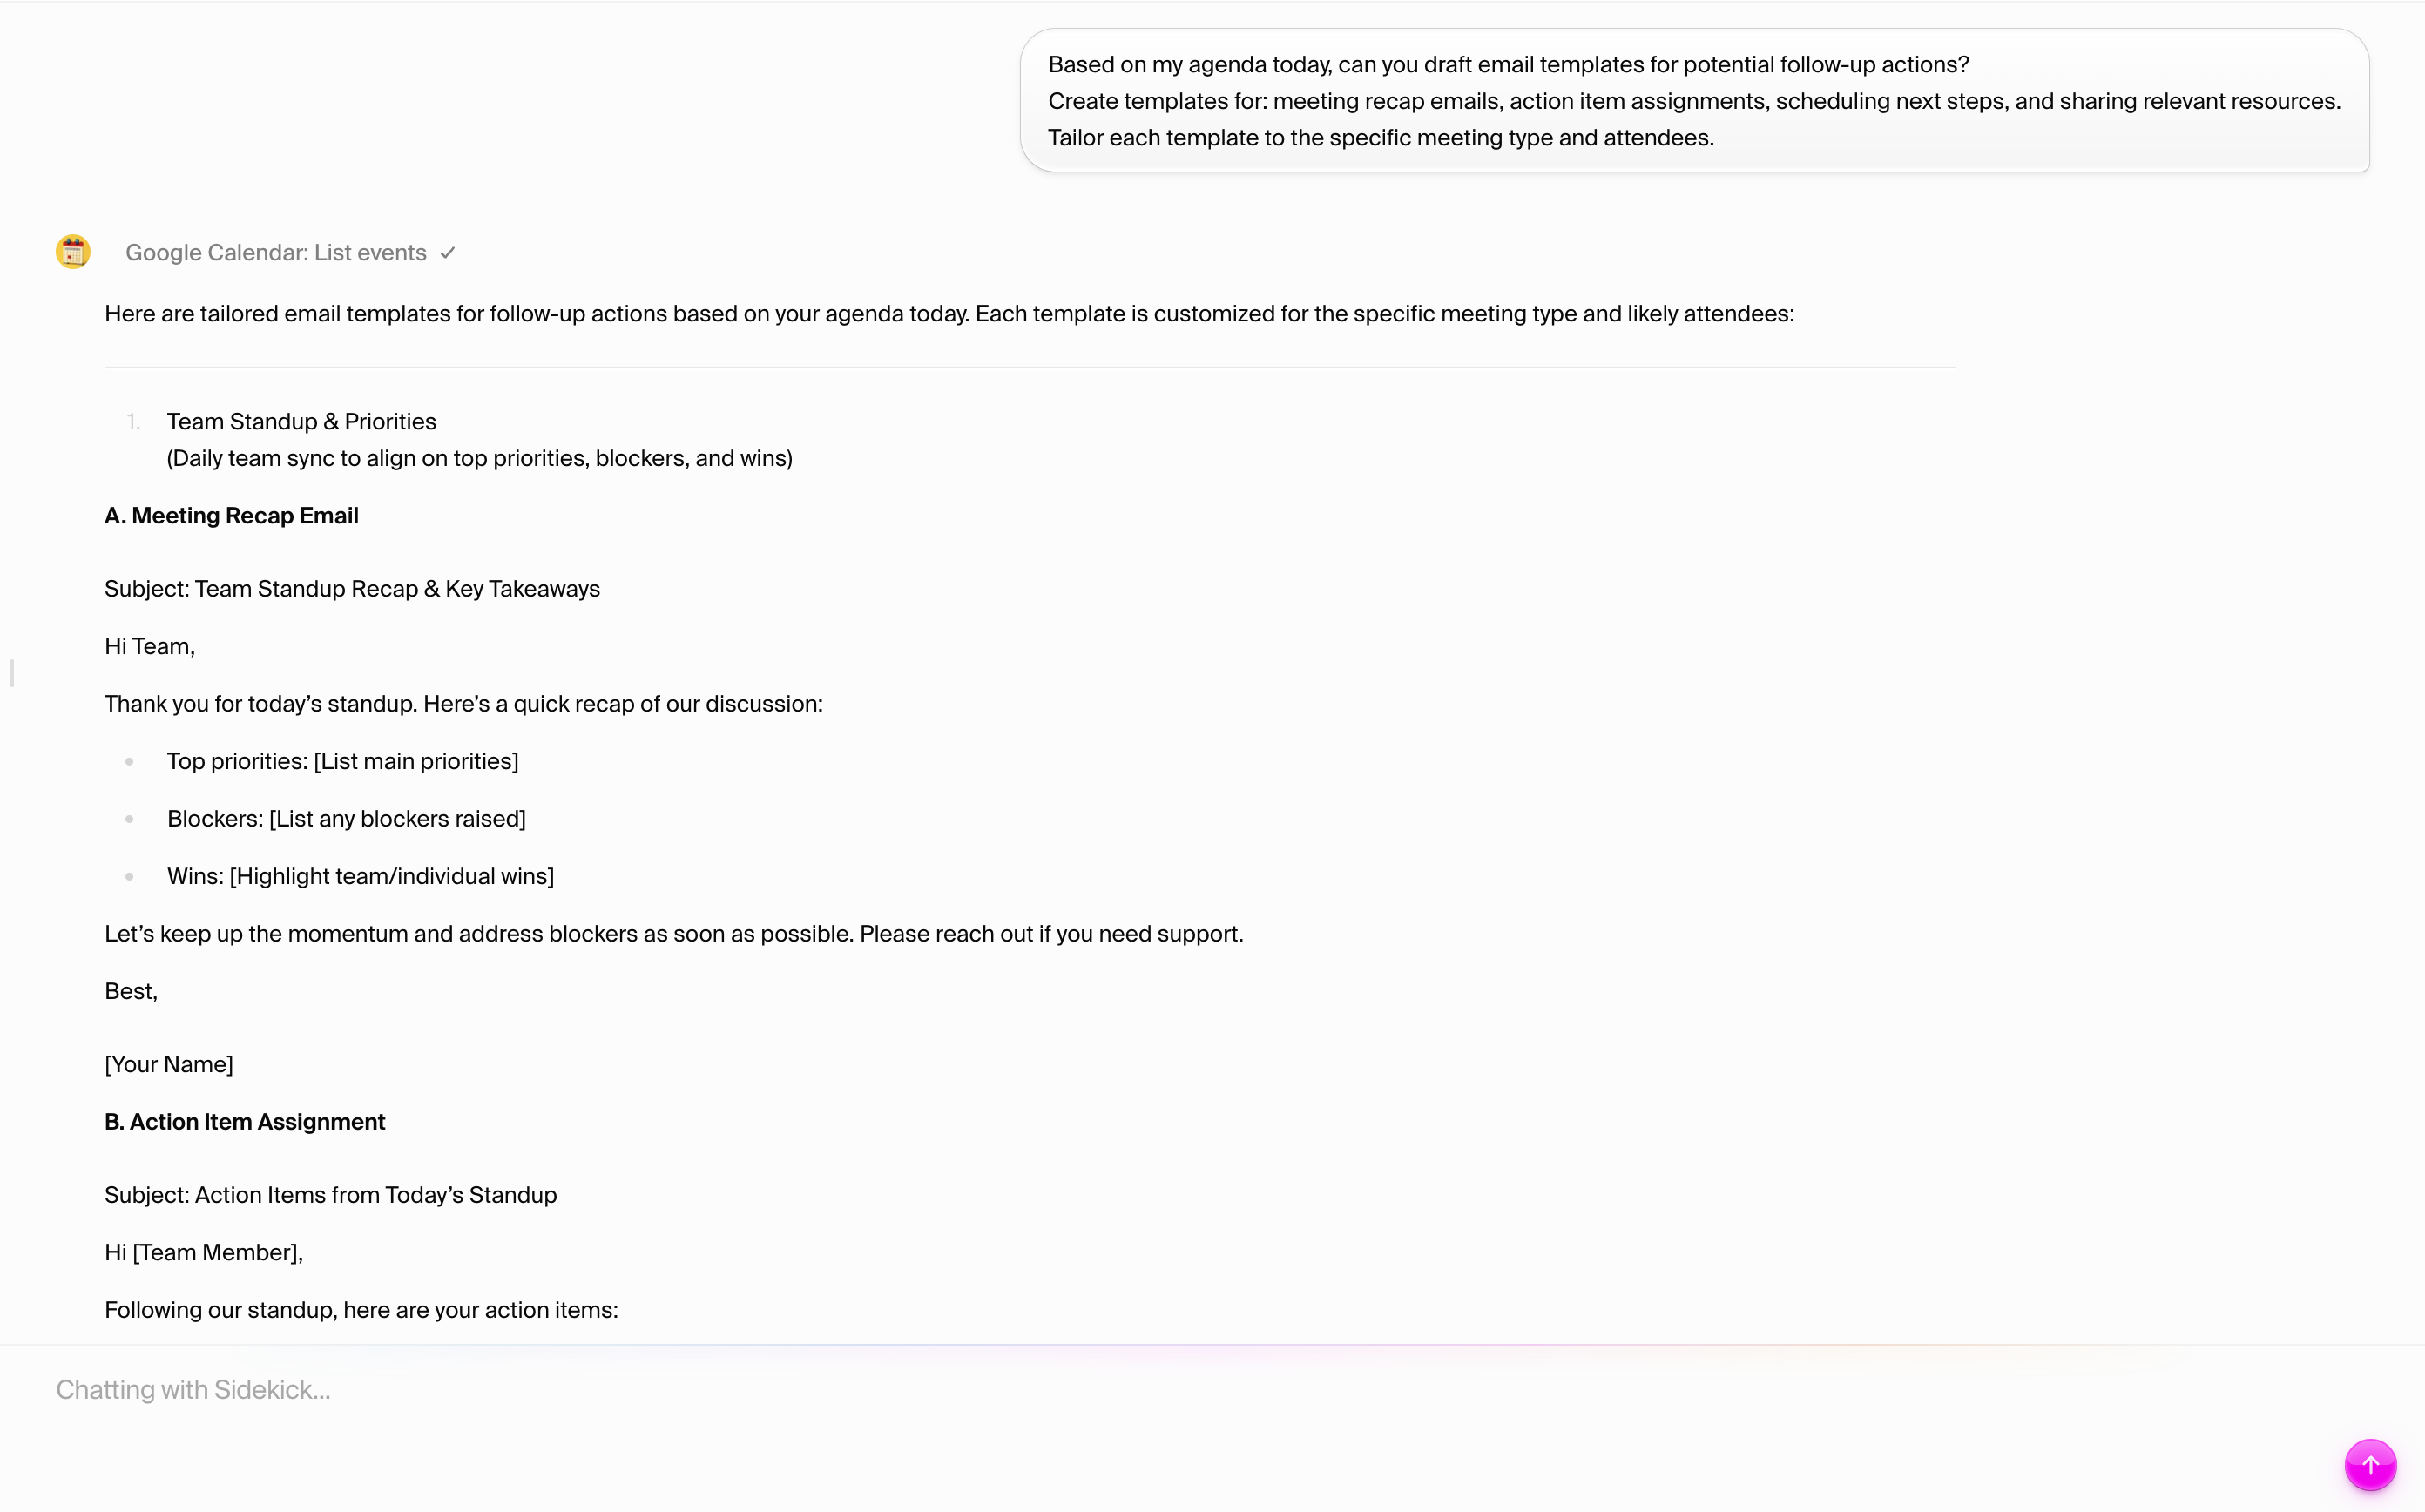 Based on my agenda today, can you draft email templates for potential follow-up actions?
Create templates for: meeting recap emails, action item assignments, scheduling next steps, and sharing relevant resources.
Tailor each template to the specific meeting type and attendees.
Google Calendar: List events
Here are tailored email templates for follow-up actions based on your agenda today. Each template is customized for the specific meeting type and likely attendees:
1. Team Standup & Priorities
(Daily team sync to align on top priorities, blockers, and wins)
A. Meeting Recap Email
Subject: Team Standup Recap & Key Takeaways
Hi Team,
Thank you for today’s standup. Here’s a quick recap of our discussion:
Top priorities: [List main priorities]
Blockers: [List any blockers raised]
Wins: [Highlight team/individual wins]
Let’s keep up the momentum and address blockers as soon as possible. Please reach out if you need support.
Best,
[Your Name]
B. Action Item Assignment
Subject: Action Items from Today’s Standup
Hi [Team Member],
Following our standup, here are your action items:
Chatting with Sidekick...